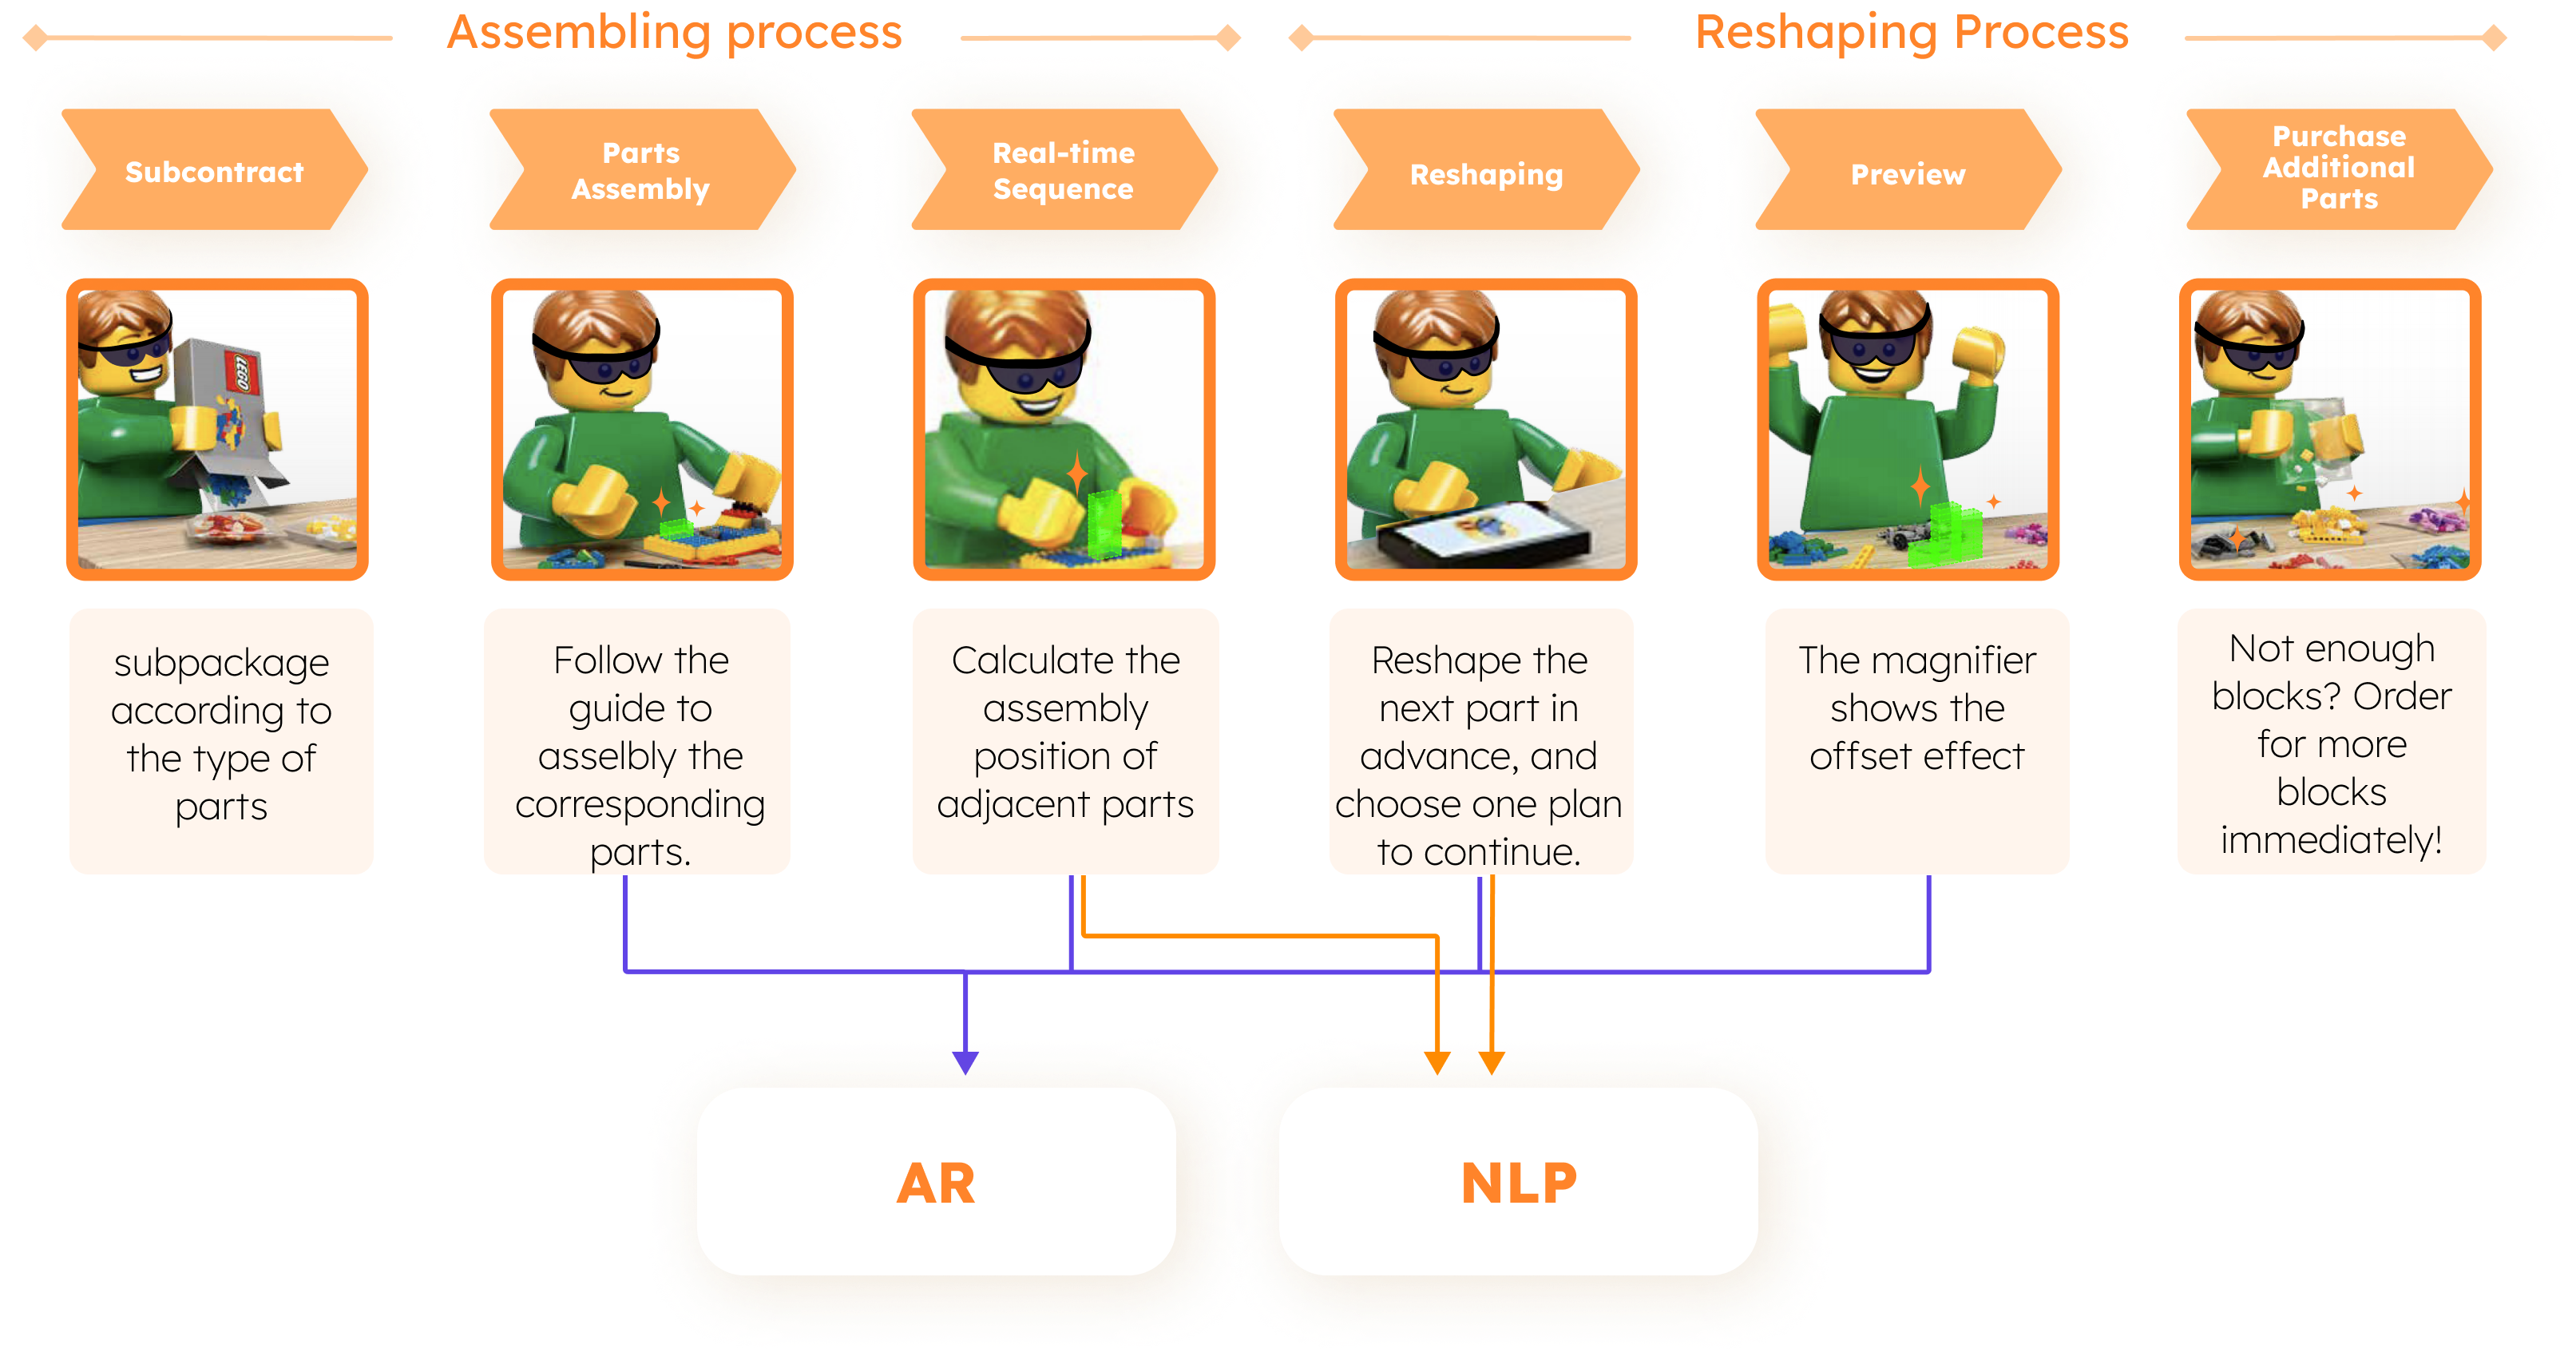 Assembling process
Reshaping Process
Subcontract
Parts
Assembly
Real-time
Sequence
Reshaping
Preview
Purchase
Additional
Parts
LEGO
subpackage
according to
the type of
parts
Follow the
guide to
asselbly the
corresponding
parts.
Calculate the
assembly
position of
adjacent parts
Reshape the
next part in
advance, and
choose one plan
to continue.
The magnifier
shows the
offset effect
Not enough
blocks? Order
for more
blocks
immediately!
AR
NLP